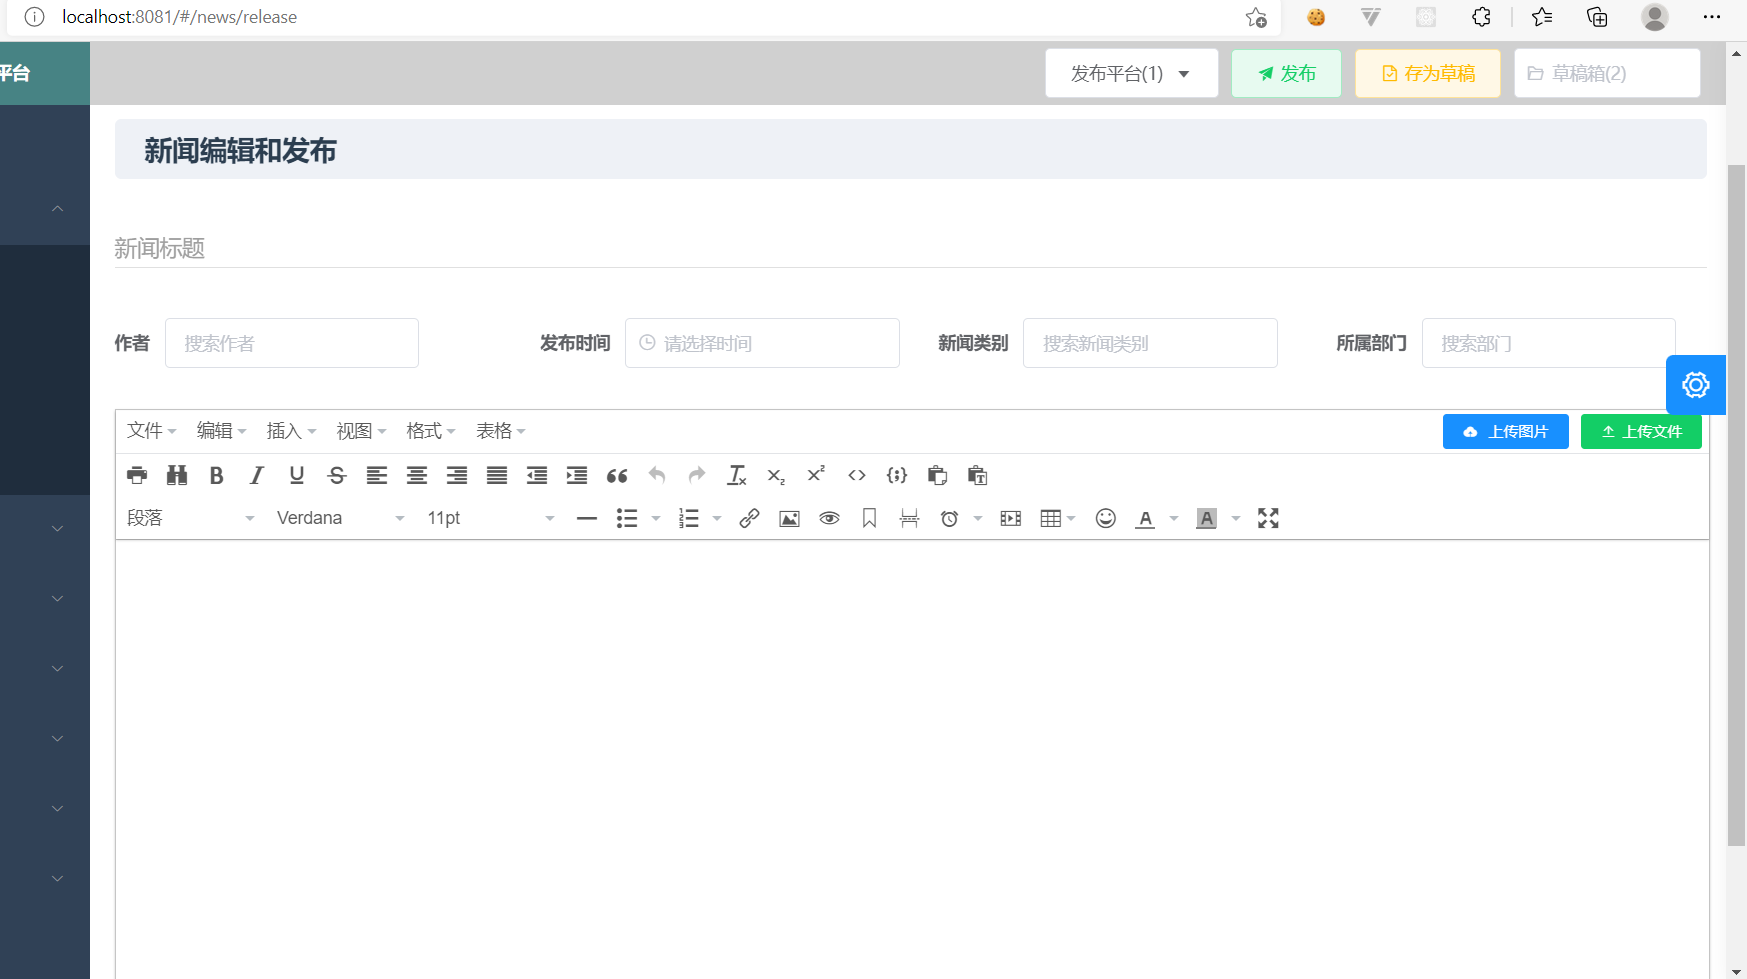 localhost:8081/#/news/release
平台
发布平台(1)
发布
存为草稿
草稿箱(2)
新闻编辑和发布
新闻标题
作者 搜索作者 发布时间 请选择时间 新闻类别 搜索新闻类别 所属部门 搜索部门
文件 编辑 插入 视图 格式 表格 上传图片 上传文件
段落 Verdana 11pt